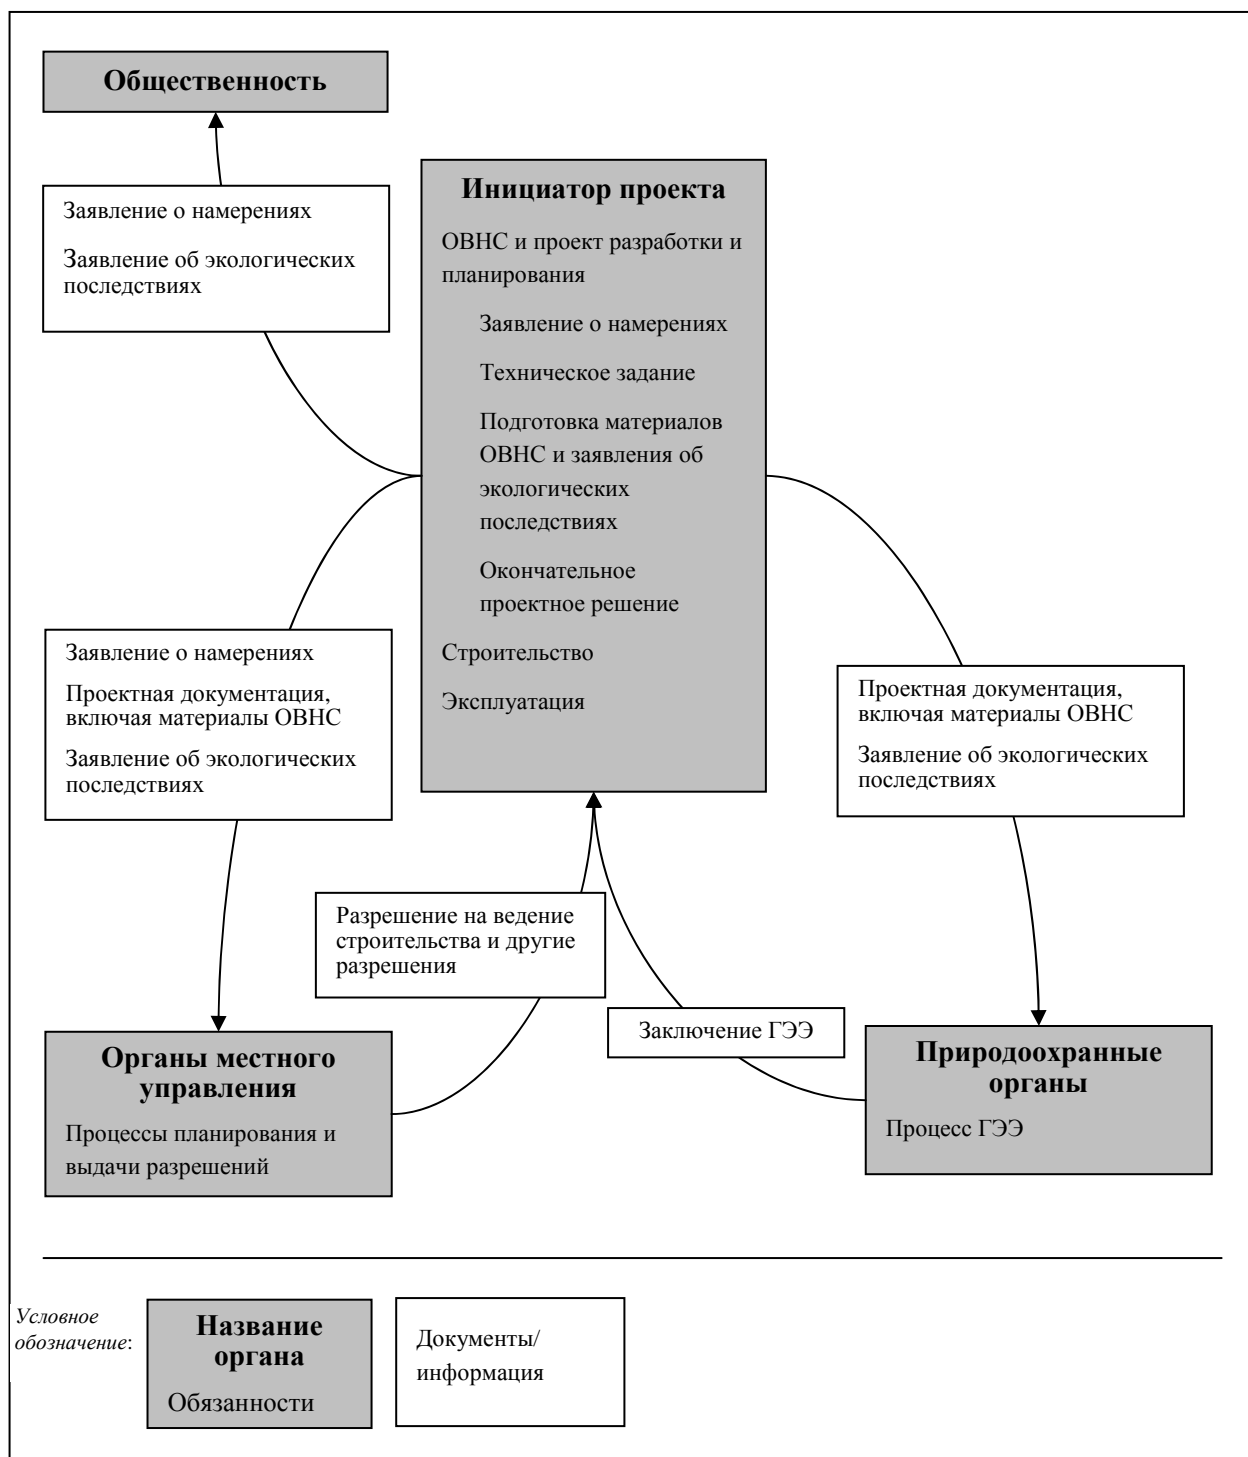 Общественность
Заявление о намерениях
Заявление об экологических
последствиях
Инициатор проекта
ОВНС и проект разработки и
планирования
Заявление о намерениях
Техническое задание
Подготовка материалов
ОВНС и заявления об
экологических
последствиях
Окончательное
проектное решение
Строительство
Эксплуатация
Заявление о намерениях
Проектная документация,
включая материалы ОВНС
Заявление об экологических
последствиях
Проектная документация,
включая материалы ОВНС
Заявление об экологических
последствиях
Разрешение на ведение
строительства и другие
разрешения
Заключение ГЭЭ
Органы местного
управления
Процессы планирования и
выдачи разрешений
Природоохранные
органы
Процесс ГЭЭ
Условное
обозначение:
Название
органа
Обязанности
Документы/
информация